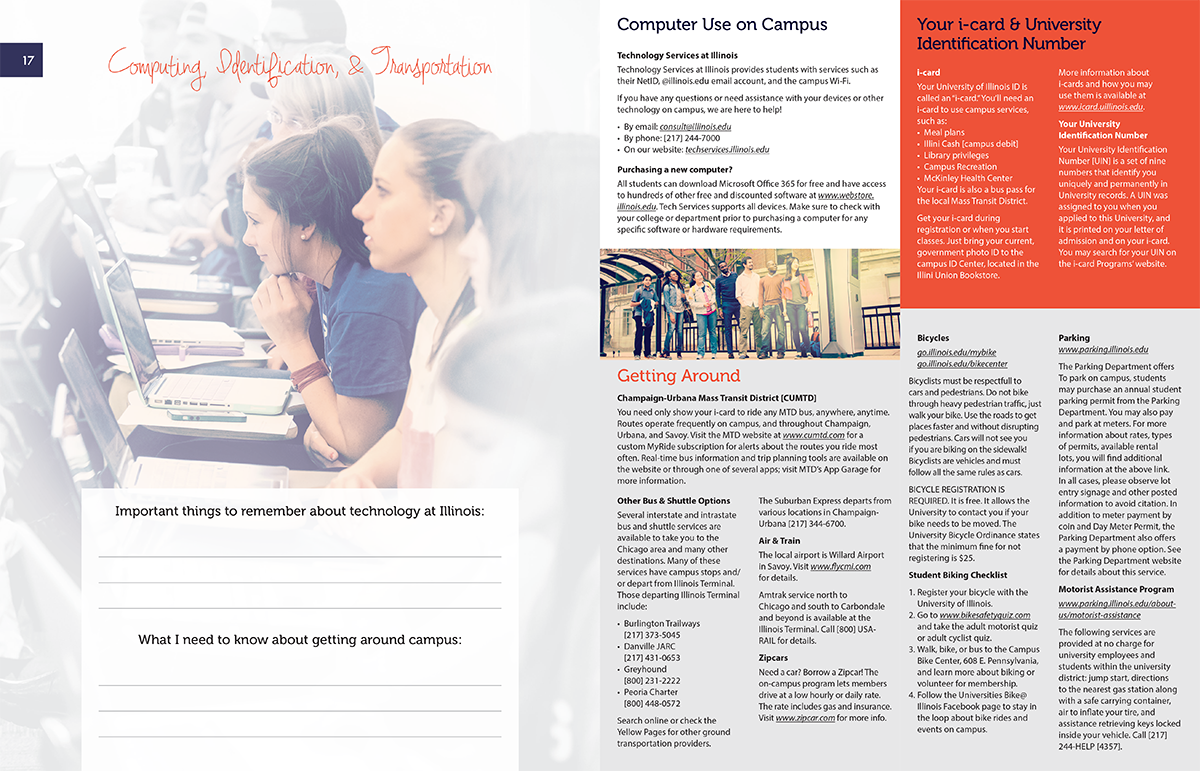 17
Computing, Identification, & Transportation
Important things to remember about technology at Illinois:
What I need to know about getting around campus:
Computer Use on Campus
Technology Services at Illinois
Technology Services at Illinois provides students with services such as
their NetID, @illinois.edu email account, and the campus Wi-Fi.
If you have any questions or need assistance with your devices or other
technology on campus, we are here to help!
• By email: consult@illinois.edu
• By phone: [217] 244-7000
• On our website: techservices.illinois.edu
Purchasing a new computer?
All students can download Microsoft Office 365 for free and have access
to hundreds of other free and discounted software at www.webstore.
illinois.edu. Tech Services supports all devices. Make sure to check with
your college or department prior to purchasing a computer for any
specific software or hardware requirements.
Getting Around
Champaign-Urbana Mass Transit District [CUMTD]
You need only show your i-card to ride any MTD bus, anywhere, anytime.
Routes operate frequently on campus, and throughout Champaign,
Urbana, and Savoy. Visit the MTD website at www.cumtd.com for a
custom MyRide subscription for alerts about the routes you ride most
often. Real-time bus information and trip planning tools are available on
the website or through one of several apps; visit MTD's App Garage for
more information.
Other Bus & Shuttle Options
Several interstate and intrastate
bus and shuttle services are
available to take you to the
Chicago area and many other
destinations. Many of these
services have campus stops and/
or depart from Illinois Terminal.
Those departing Illinois Terminal
include:
• Burlington Trailways
[217] 373-5045
• Danville JARC
[217] 431-0653
• Greyhound
[800] 231-2222
• Peoria Charter
[800] 448-0572
Search online or check the
Yellow Pages for other ground
transportation providers.
The Suburban Express departs from
various locations in Champaign-
Urbana [217] 344-6700.
Air & Train
The local airport is Willard Airport
in Savoy. Visit www.flycmi.com
for details.
Amtrak service north to
Chicago and south to Carbondale
and beyond is available at the
Illinois Terminal. Call [800] USA-
RAIL for details.
Zipcars
Need a car? Borrow a Zipcar! The
on-campus program lets members
drive at a low hourly or daily rate.
The rate includes gas and insurance.
Visit www.zipcar.com for more info.
Your i-card & University
Identification Number
i-card
Your University of Illinois ID is
called an "i-card." You'll need an
i-card to use campus services,
such as:
• Meal plans
• Illini Cash [campus debit]
• Library privileges
• Campus Recreation
• McKinley Health Center
Your i-card is also a bus pass for
the local Mass Transit District.
Get your i-card during
registration or when you start
classes. Just bring your current,
government photo ID to the
campus ID Center, located in the
Illini Union Bookstore.
More information about
i-cards and how you may
use them is available at
www.icard.uillinois.edu.
Your University
Identification Number
Your University Identification
Number [UIN] is a set of nine
numbers that identify you
uniquely and permanently in
University records. A UIN was
assigned to you when you
applied to this University, and
it is printed on your letter of
admission and on your i-card.
You may search for your UIN on
the i-card Programs' website.
Bicycles
go.illinois.edu/mybike
go.illinois.edu/bikecenter
Bicyclists must be respectfull to
cars and pedestrians. Do not bike
through heavy pedestrian traffic, just
walk your bike. Use the roads to get
places faster and without disrupting
pedestrians. Cars will not see you
if you are biking on the sidewalk!
Bicyclists are vehicles and must
follow all the same rules as cars.
BICYCLE REGISTRATION IS
REQUIRED. It is free. It allows the
University to contact you if your
bike needs to be moved. The
University Bicycle Ordinance states
that the minimum fine for not
registering is $25.
Student Biking Checklist
1. Register your bicycle with the
University of Illinois.
2. Go to www.bikesafetyquiz.com
and take the adult motorist quiz
or adult cyclist quiz.
3. Walk, bike, or bus to the Campus
Bike Center, 608 E. Pennsylvania,
and learn more about biking or
volunteer for membership.
4. Follow the Universities Bike@
Illinois Facebook page to stay in
the loop about bike rides and
events on campus.
Parking
www.parking.illinois.edu
The Parking Department offers
To park on campus, students
may purchase an annual student
parking permit from the Parking
Department. You may also pay
and park at meters. For more
information about rates, types
of permits, available rental
lots, you will find additional
information at the above link.
In all cases, please observe lot
entry signage and other posted
information to avoid citation. In
addition to meter payment by
coin and Day Meter Permit, the
Parking Department also offers
a payment by phone option. See
the Parking Department website
for details about this service.
Motorist Assistance Program
www.parking.illinois.edu/about-
us/motorist-assistance
The following services are
provided at no charge for
university employees and
students within the university
district: jump start, directions
to the nearest gas station along
with a safe carrying container,
air to inflate your tire, and
assistance retrieving keys locked
inside your vehicle. Call [217]
244-HELP [4357].